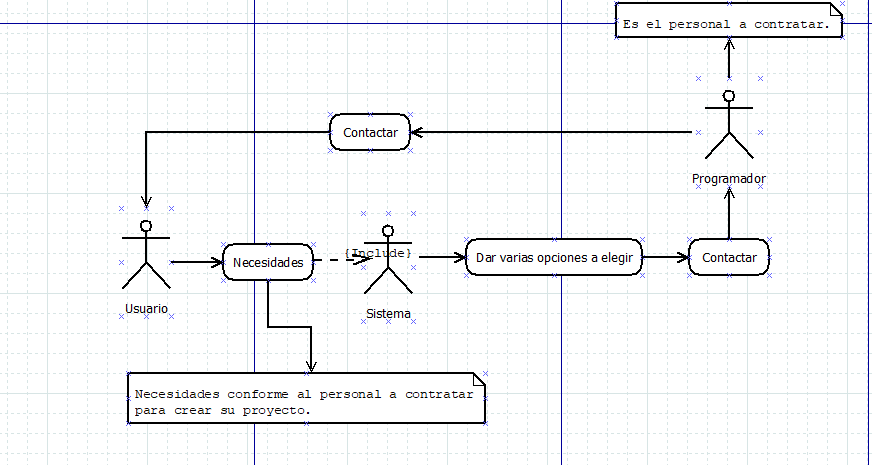 Es el personal a contratar.
Contactar
Programador
Necesidades
{Include}
Dar varias opciones a elegir
Contactar
Usuario
Sistema
Necesidades conforme al personal a contratar
para crear su proyecto.